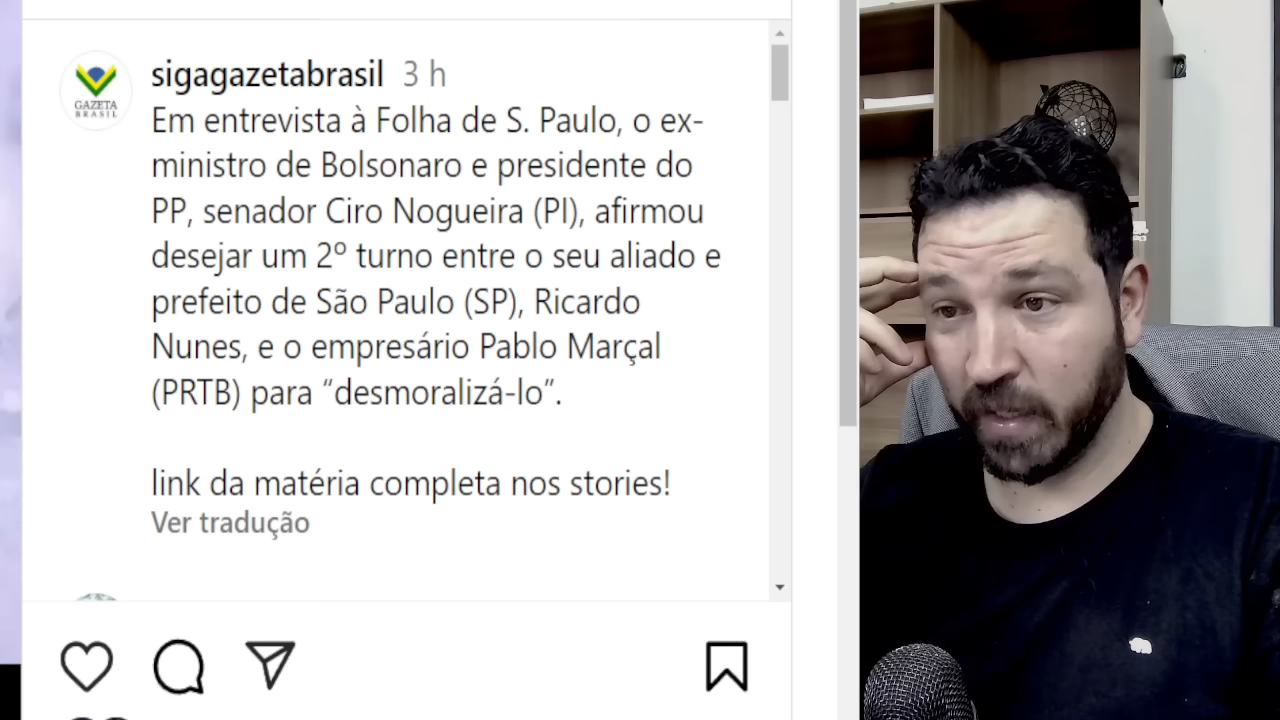 sigagazetabrasil 3 h
GAZETA
BRASIL
Em entrevista à Folha de S. Paulo, o ex-
ministro de Bolsonaro e presidente do
PP, senador Ciro Nogueira (PI), afirmou
desejar um 2º turno entre o seu aliado e
prefeito de São Paulo (SP), Ricardo
Nunes, e o empresário Pablo Marçal
(PRTB) para “desmoralizá-lo”.
link da matéria completa nos stories!
Ver tradução